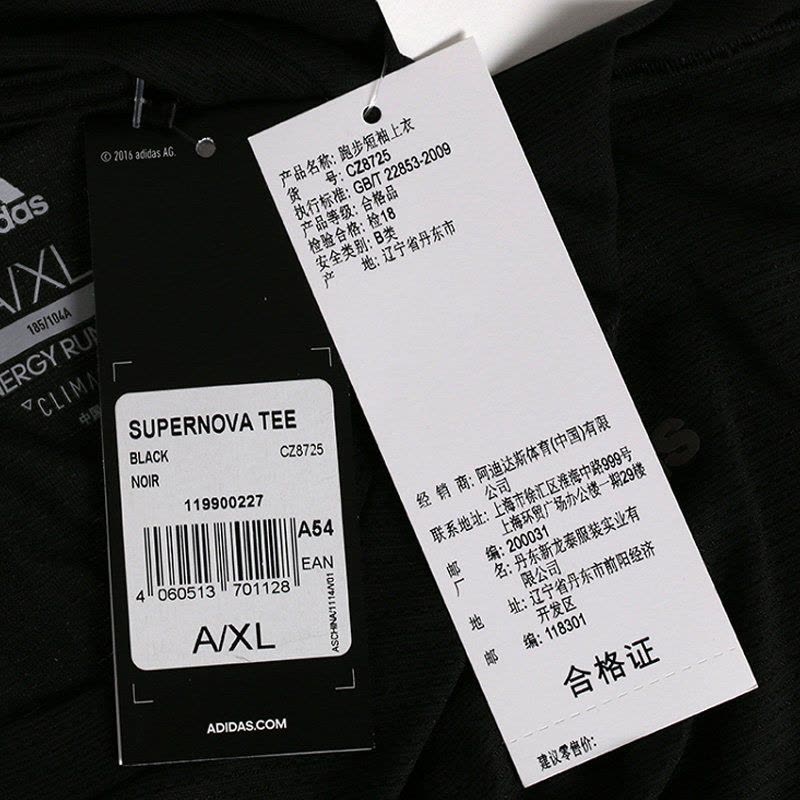 © 2016 adidas AG.
das
A/XL
185/104A
ERGY RUN
CLIMA
SUPERNOVA TEE
BLACK CZ8725
NOIR
119900227
A54
EAN
4 060513 701128
ASCHINA/1114/V01
A/XL
ADIDAS.COM
产品名称: 跑步短袖上衣
货 号: CZ8725
执行标准: GB/T 22853-2009
产品等级: 合格品
检验合格: 检18
安全类别: B类
产 地: 辽宁省丹东市
经 销 商: 阿迪达斯体育(中国)有限
公司
联系地址: 上海市徐汇区淮海中路999号
上海环贸广场办公楼一期29楼
邮 编: 200031
厂 名: 丹东新龙泰服装实业有
限公司
地 址: 辽宁省丹东市前阳经济
开发区
邮 编: 118301
合格证
建议零售价:
s